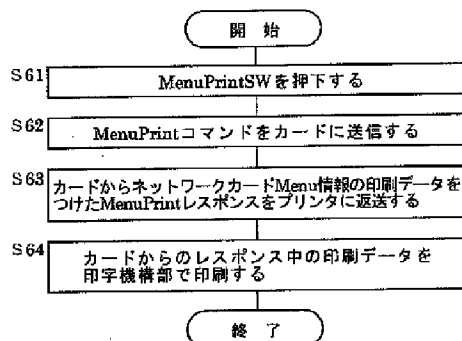 開始
S61
MenuPrintSWを押下する
S62
MenuPrintコマンドをカードに送信する
S63
カードからネットワークカードMenu情報の印刷データを
つけたMenuPrintレスポンスをプリンタに返送する
S64
カードからのレスポンス中の印刷データを
印字機構部で印刷する
終了